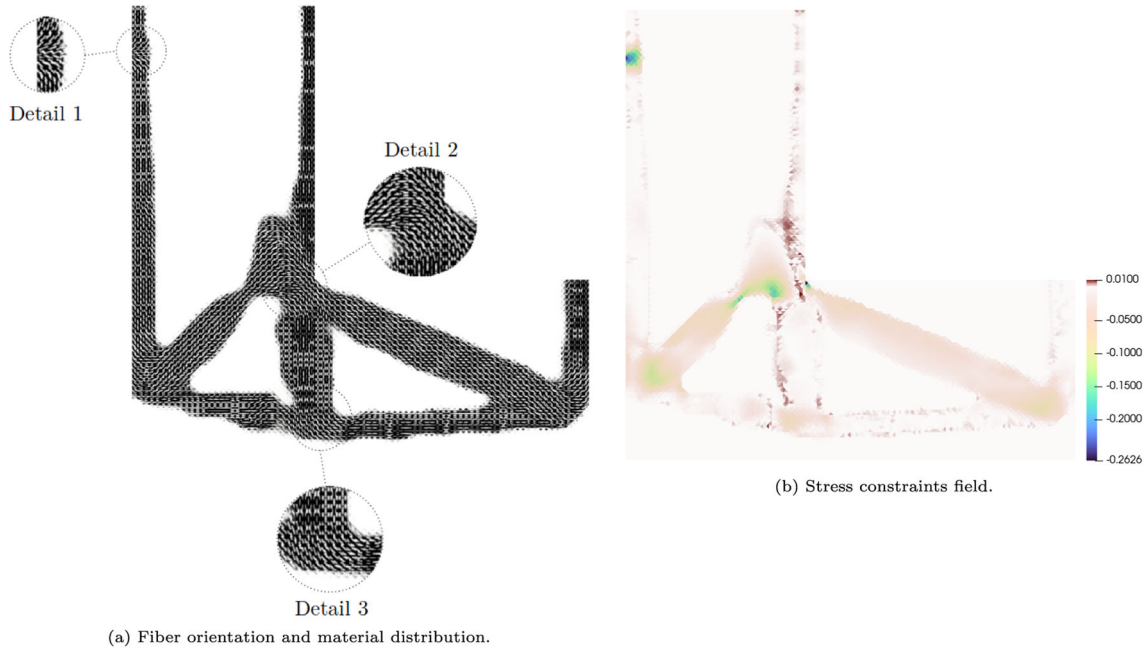 Detail 1
Detail 2
Detail 3
(a) Fiber orientation and material distribution.
0.0100
-0.0500
-0.1000
-0.1500
-0.2000
-0.2626
(b) Stress constraints field.